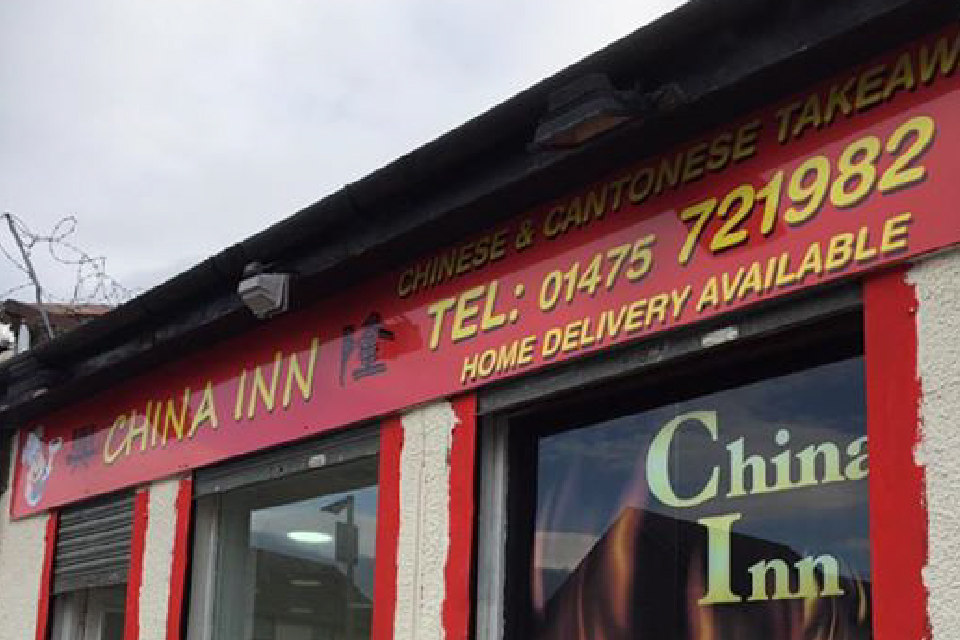 CHINESE & CANTONESE TAKEAW
CHINA INN
TEL: 01475 721982
HOME DELIVERY AVAILABLE
China
Inn